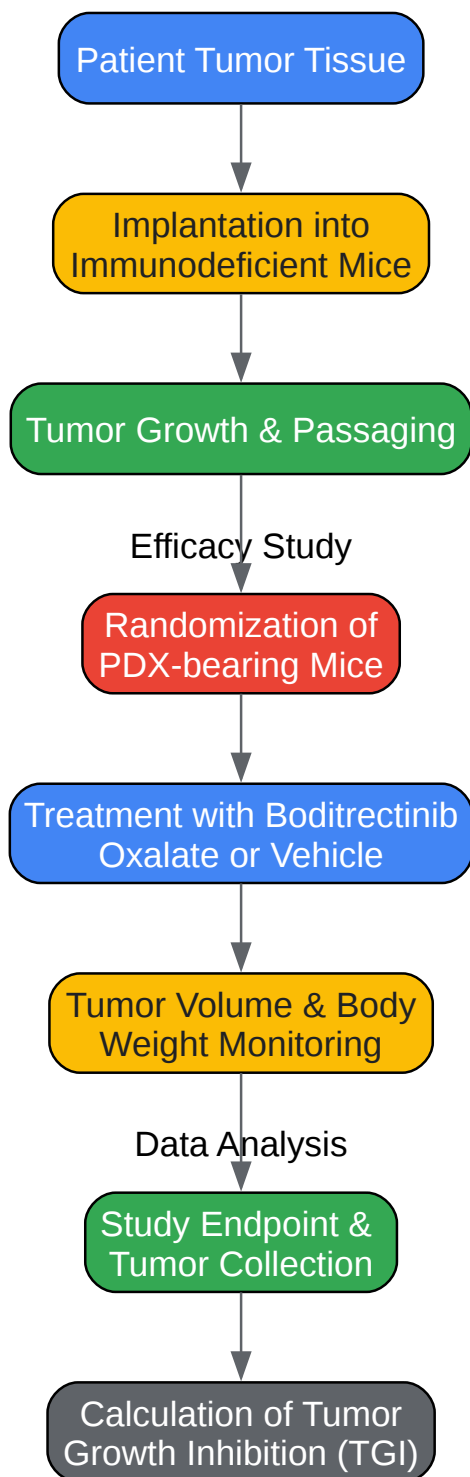 Patient Tumor Tissue
Implantation into
Immunodeficient Mice
Tumor Growth & Passaging
Efficacy Study
Randomization of
PDX-bearing Mice
Treatment with Boditrectinib
Oxalate or Vehicle
Tumor Volume & Body
Weight Monitoring
Data Analysis
Study Endpoint &
Tumor Collection
Calculation of Tumor
Growth Inhibition (TGI)